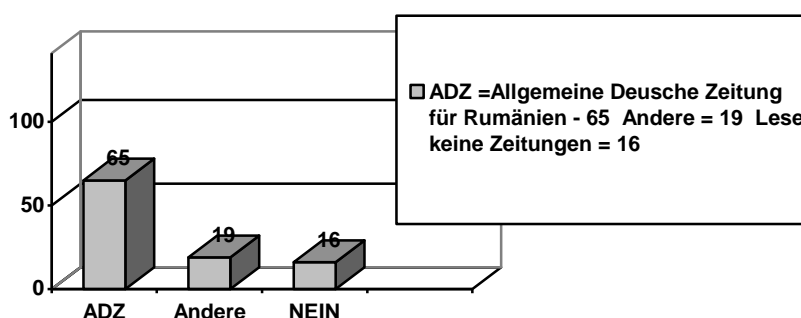 100
50
0
65
19
16
ADZ
Andere
NEIN
ADZ =Allgemeine Deusche Zeitung
für Rumänien - 65 Andere = 19 Lese
keine Zeitungen = 16